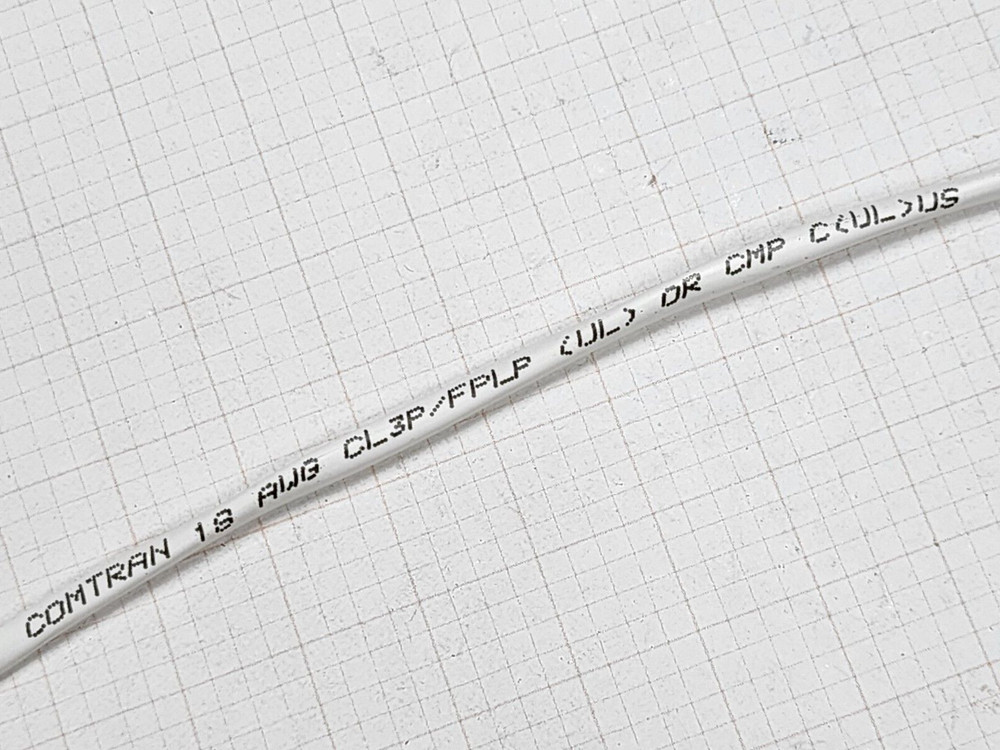 COMTRAN 18 AWG CL3P/FPLP <UL> OR CMP C<UL>US